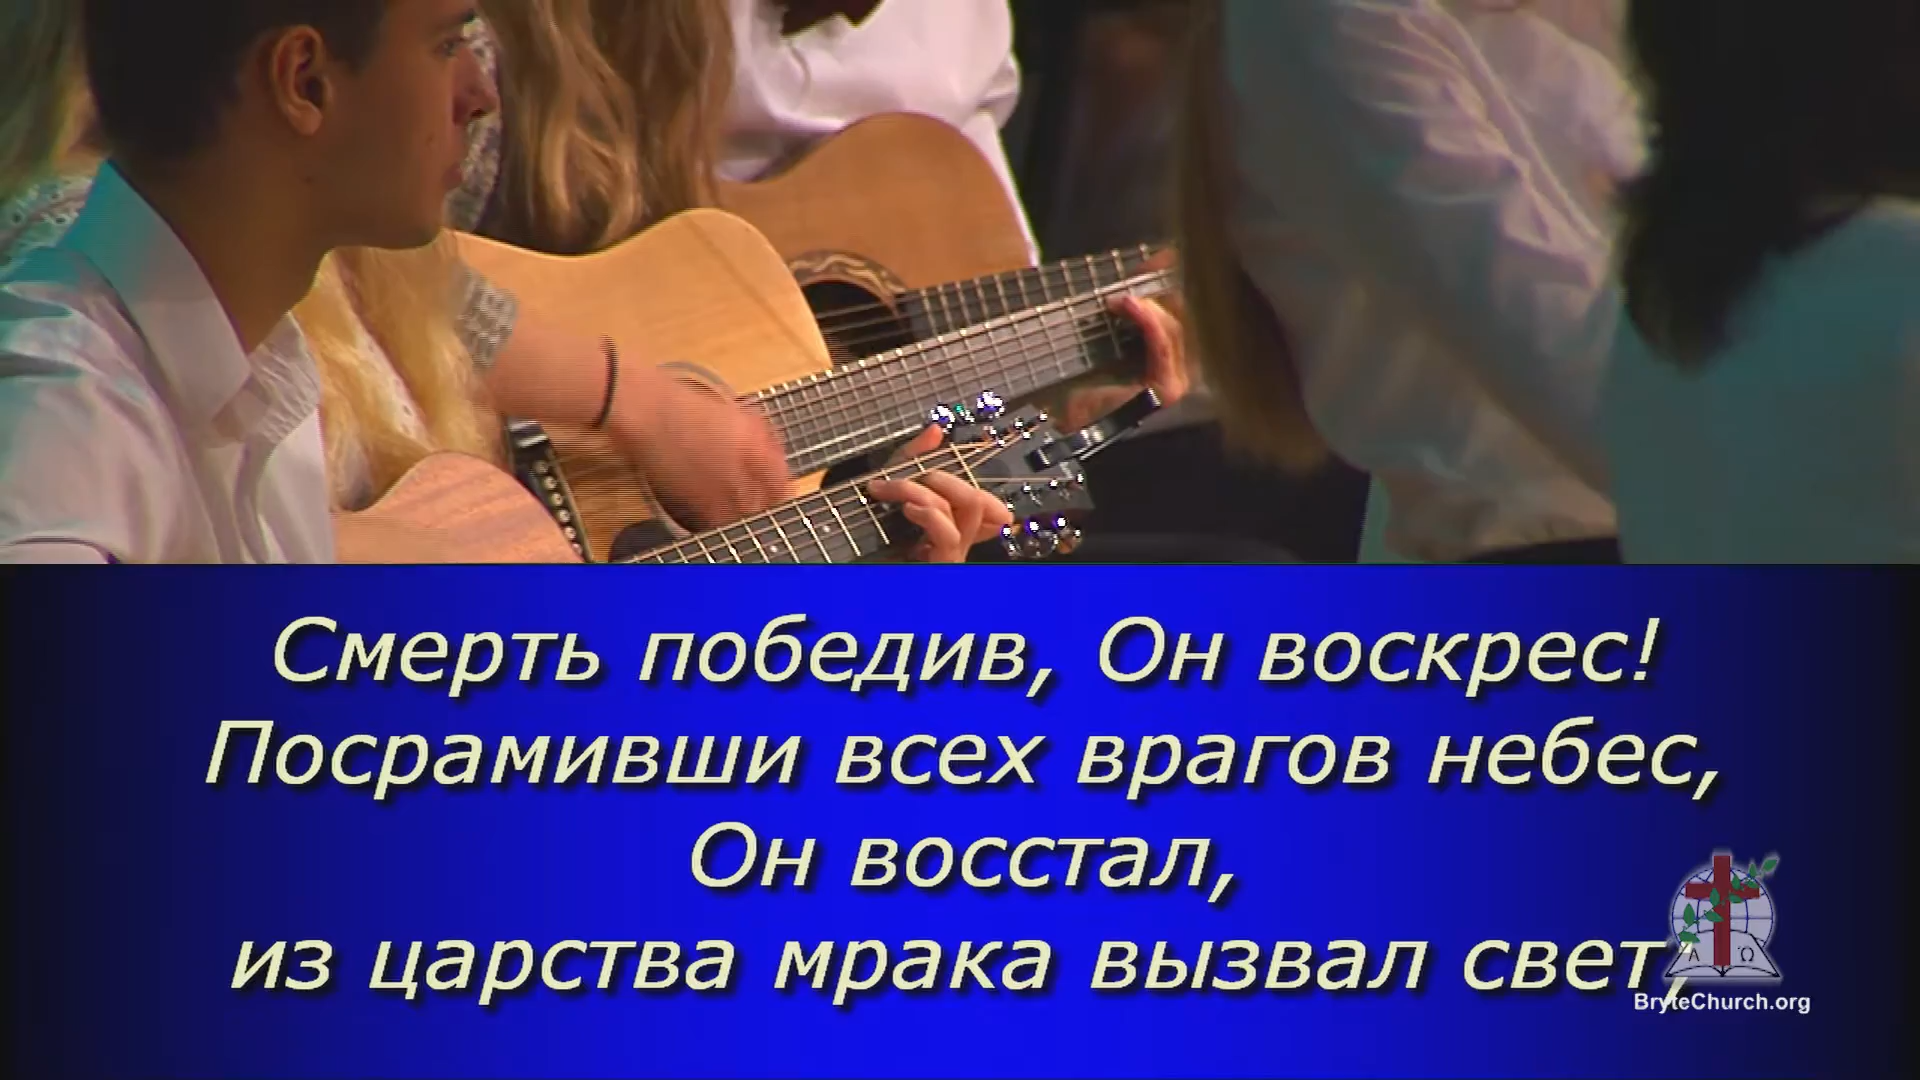 Смерть победив, Он воскрес!
Посрамивши всех врагов небес,
Он восстал,
из царства мрака вызвал свет,
Α Ω
BryteChurch.org